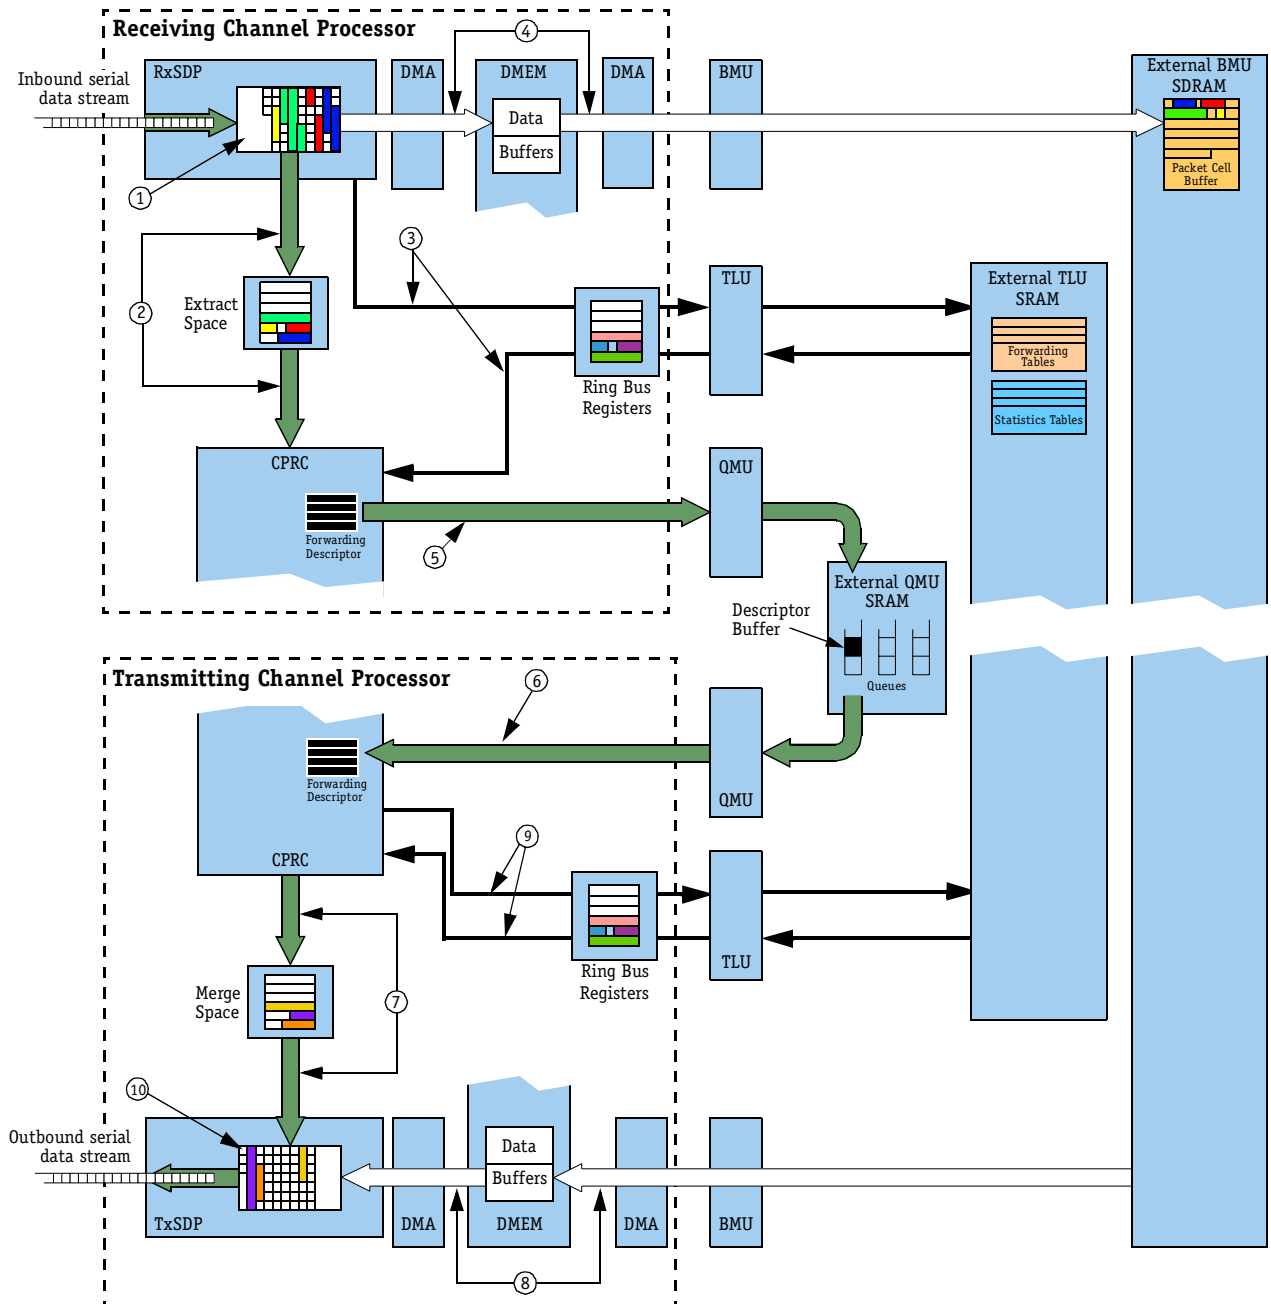 Receiving Channel Processor
4
Inbound serial
data stream
RxSDP
DMA
DMEM
DMA
BMU
External BMU
SDRAM
Data
Buffers
Packet Cell
Buffer
1
2
3
Extract
Space
TLU
External TLU
SRAM
Forwarding
Tables
Statistics Tables
Ring Bus
Registers
CPRC
QMU
Forwarding
Descriptor
5
External QMU
SRAM
Descriptor
Buffer
Queues
Transmitting Channel Processor
6
Forwarding
Descriptor
QMU
CPRC
9
TLU
Ring Bus
Registers
Merge
Space
7
10
Outbound serial
data stream
Data
Buffers
TxSDP
DMA
DMEM
DMA
BMU
8